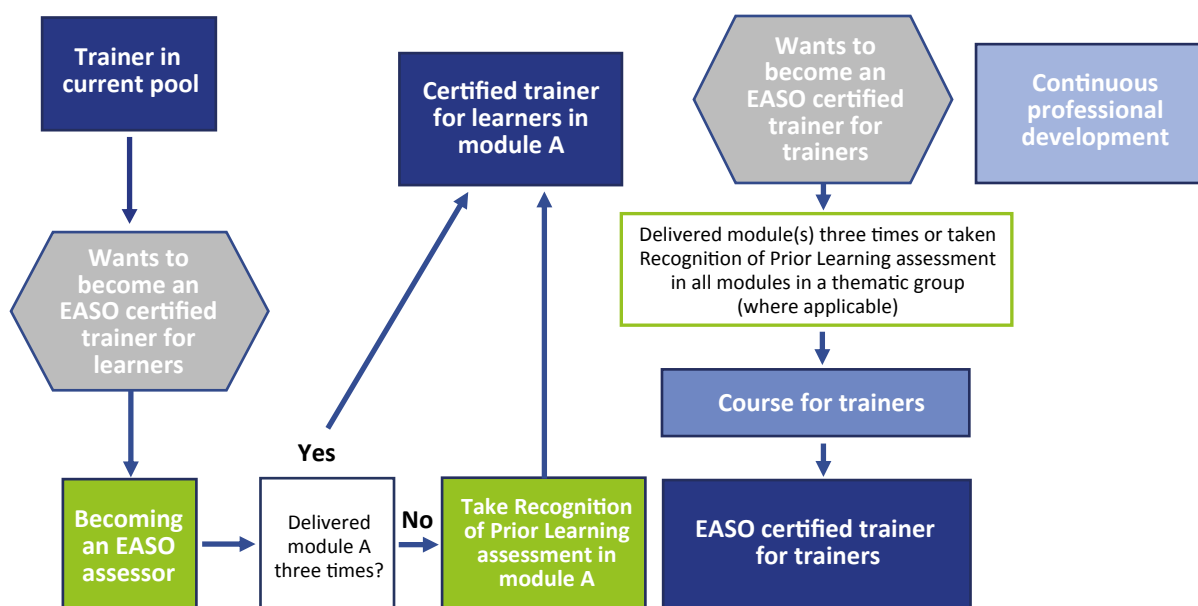 Trainer in
current pool
Wants to
become an
EASO certified
trainer for
learners
Becoming
an EASO
assessor
Delivered
module A
three times?
Yes
No
Certified trainer
for learners in
module A
Take Recognition
of Prior Learning
assessment in
module A
Wants to
become an
EASO certified
trainer for
trainers
Delivered module(s) three times or taken
Recognition of Prior Learning assessment
in all modules in a thematic group
(where applicable)
Course for trainers
EASO certified trainer
for trainers
Continuous
professional
development